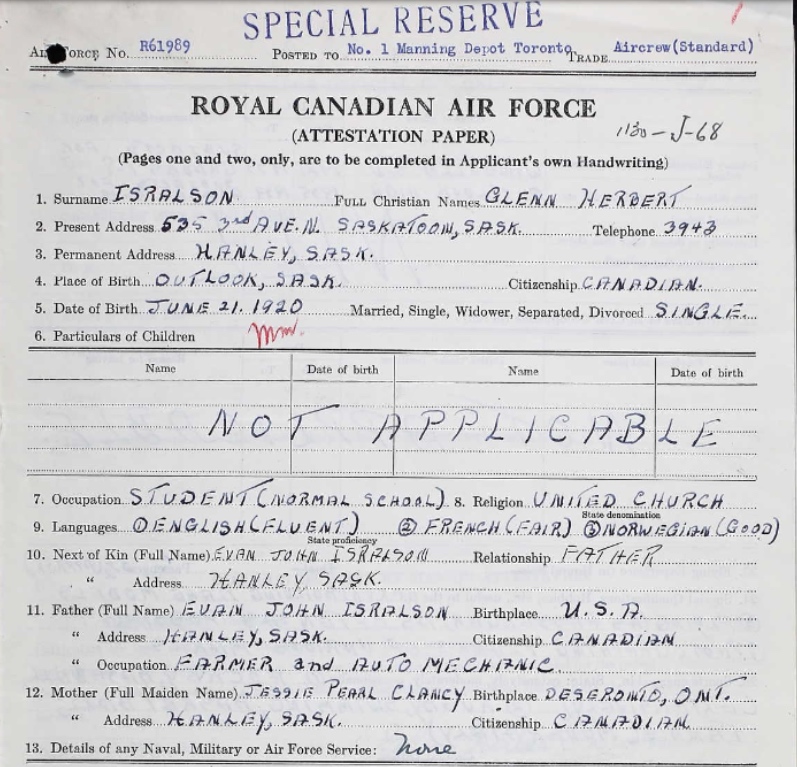 SPECIAL RESERVE
AIR FORCE NO. R61989 POSTED TO No. 1 Manning Depot Toronto TRADE Aircrew(Standard)
ROYAL CANADIAN AIR FORCE
(ATTESTATION PAPER)
J-68
(Pages one and two, only, are to be completed in Applicant's own Handwriting)
1. Surname ISRALSON FULL Christian Names GLENN HERBERT
2. Present Address 535 3rd AVE. N. SASKATOON, SASK. Telephone 3943
3. Permanent Address HANLEY, SASK.
4. Place of Birth OUTLOOK, SASK. Citizenship CANADIAN.
5. Date of Birth JUNE 21. 1920 Married, Single, Widower, Separated, Divorced SINGLE.
6. Particulars of Children
Name Date of birth Name Date of birth
NOT APPLICABLE
7. Occupation STUDENT (NORMAL SCHOOL) 8. Religion UNITED CHURCH
State denomination
9. Languages ① ENGLISH (FLUENT) ② FRENCH (FAIR) ③ NORWEGIAN (GOOD)
State proficiency
10. Next of Kin (Full Name) EVAN JOHN ISRALSON Relationship FATHER
" Address HANLEY, SASK.
11. Father (Full Name) EVAN JOHN ISRALSON Birthplace U.S.A.
" Address HANLEY, SASK. Citizenship CANADIAN
" Occupation FARMER and AUTO MECHANIC.
12. Mother (Full Maiden Name) JESSIE PEARL CLANCY Birthplace DESERONTO, ONT.
" Address HANLEY, SASK. Citizenship CANADIAN
13. Details of any Naval, Military or Air Force Service: None